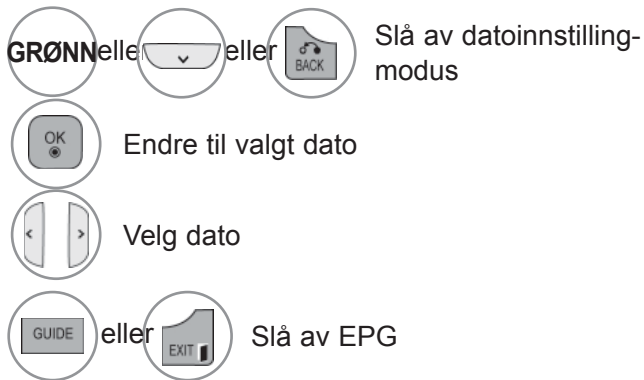 GRØNN eller eller BACK Slå av datoinnstilling-
modus
OK Endre til valgt dato
Velg dato
GUIDE eller EXIT Slå av EPG